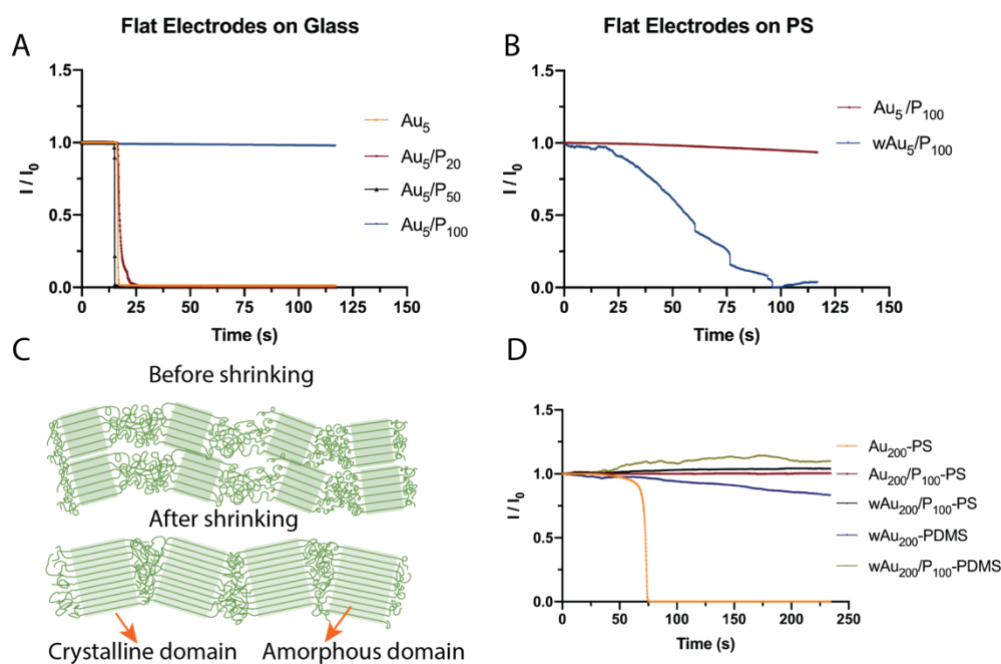 Flat Electrodes on Glass
A
1.5
1.0
0.5
0.0
I / I0
0 25 50 75 100 125 150
Time (s)
Au5
Au5/P20
Au5/P50
Au5/P100
Flat Electrodes on PS
B
1.5
1.0
0.5
0.0
I / I0
0 25 50 75 100 125 150
Time (s)
Au5/P100
wAu5/P100
C
Before shrinking
After shrinking
Crystalline domain Amorphous domain
D
1.5
1.0
0.5
0.0
I / I0
0 50 100 150 200 250
Time (s)
Au200-PS
Au200/P100-PS
wAu200/P100-PS
wAu200-PDMS
wAu200/P100-PDMS